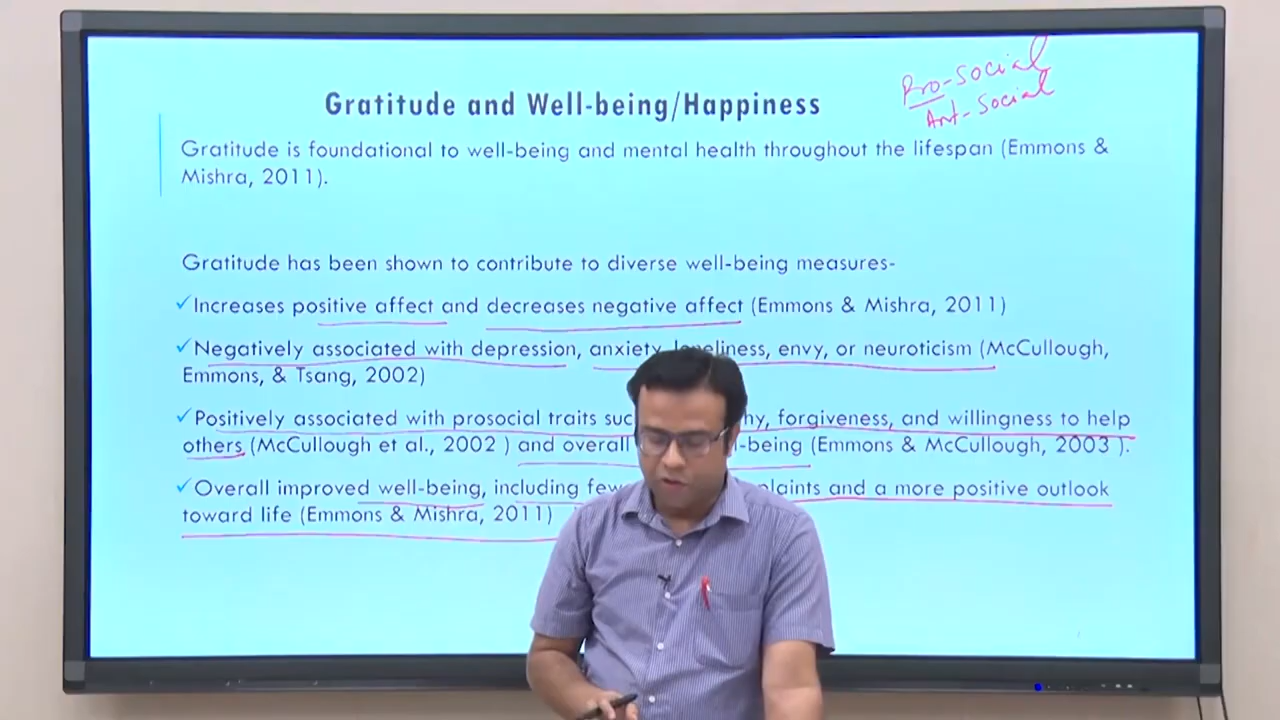 Pro-Social
Ant-Social
Gratitude and Well-being/Happiness
Gratitude is foundational to well-being and mental health throughout the lifespan (Emmons &
Mishra, 2011).
Gratitude has been shown to contribute to diverse well-being measures-
✓Increases positive affect and decreases negative affect (Emmons & Mishra, 2011)
✓Negatively associated with depression, anxiety, loneliness, envy, or neuroticism (McCullough,
Emmons, & Tsang, 2002)
✓Positively associated with prosocial traits forgiveness, and willingness to help
others (McCullough et al., 2002 ) and overall -being (Emmons & McCullough, 2003 ).
✓Overall improved well-being, including and a more positive outlook
toward life (Emmons & Mishra, 2011)